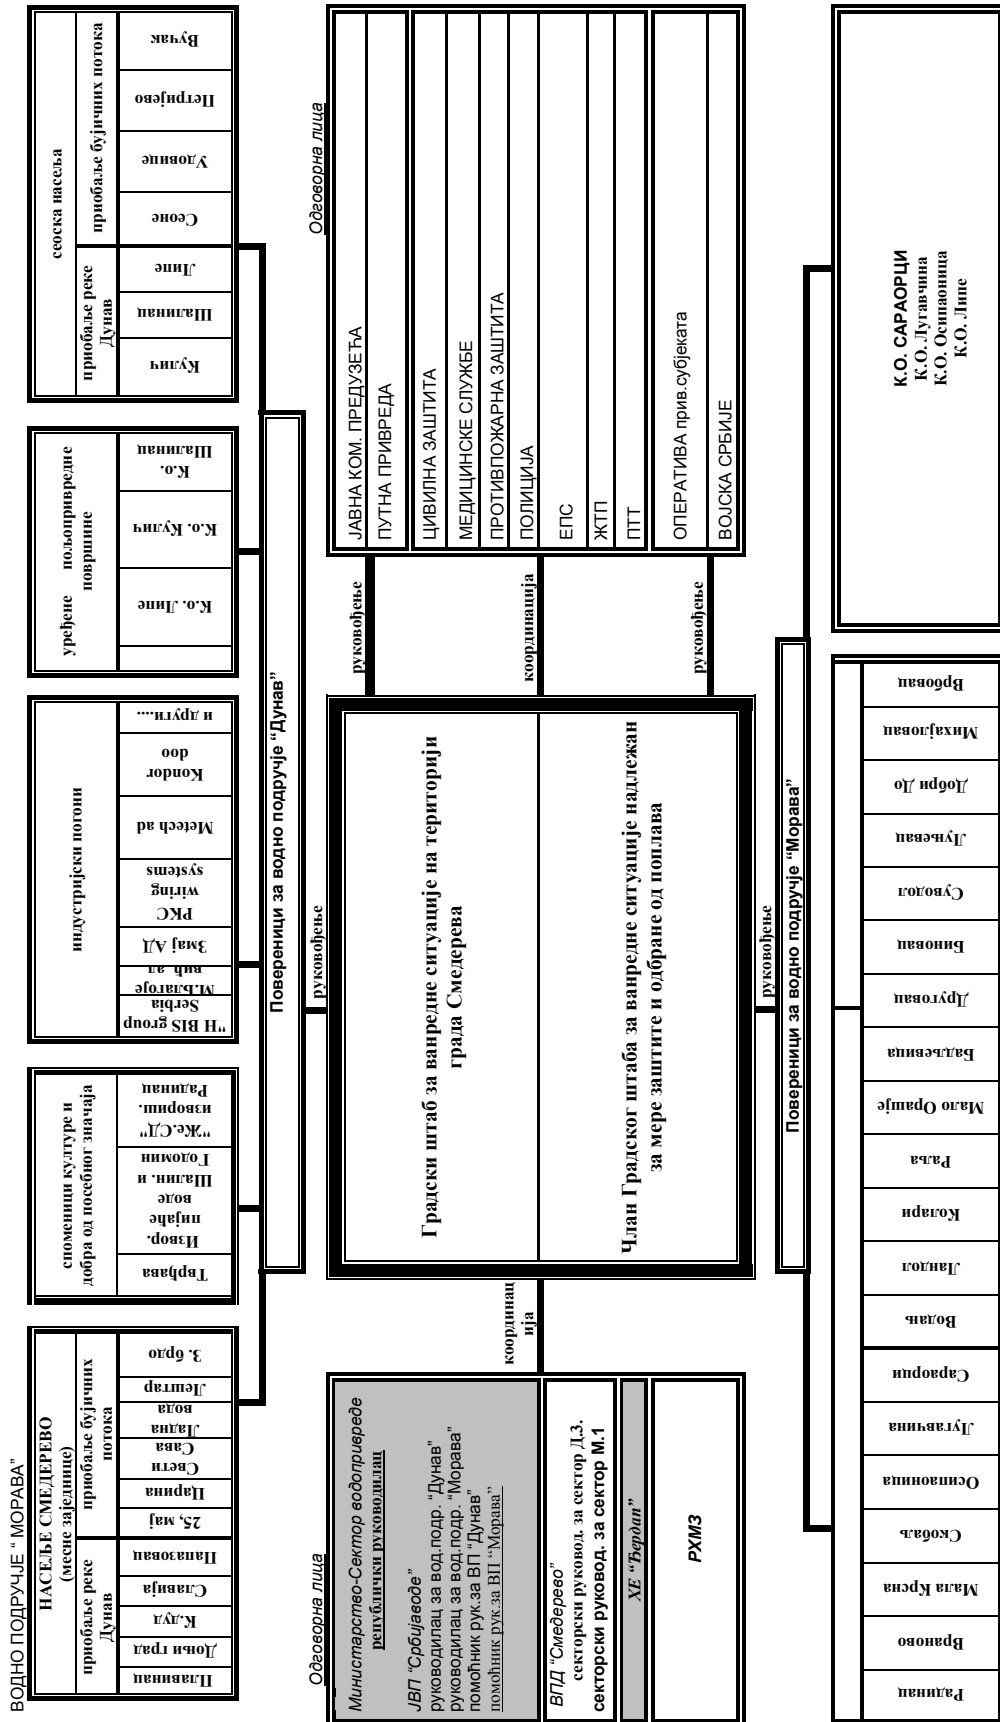 ВОДНО ПОДРУЧЈЕ “ МОРАВА”
НАСЕЉЕ СМЕДЕРЕВО
(месне заједнице)
приобаље реке
Дунав
приобаље бујичних
потока
Плавинац
Доњи град
К.дуд
Славија
Папазовац
25, мај
Царина
Свети
Сава
Ладна
вода
Лештар
З. брдо
споменици културе и
добра од посебног значаја
Тврђава
Извор.
пијаће
воде
Шалин. и
Годомин
"Же.СД"
извориш.
Радинац
индустријски погони
"Н BIS group
Serbia
М.Благоје
вић ад
Змај АД
PKC
wiring
systems
Metech ad
Kondor
doo
и други....
уређене пољопривредне
површине
К.о. Липе
К.о. Кулич
К.о.
Шалинац
сеоска насеља
приобаље реке
Дунав
приобаље бујичних потока
Кулич
Шалинац
Липе
Сеоне
Удовице
Петријево
Вучак
Повереници за водно подручје “Дунав”
руковођење
Одговорна лица
Министарство-Сектор водопривреде
републички руководилац
ЈВП “Србијаводе”
руководилац за вод.подр. “Дунав”
руководилац за вод.подр. “Морава”
помоћник рук.за ВП “Дунав”
помоћник рук.за ВП “Морава”
ВПД “Смедерево”
секторски руковод. за сектор Д.3.
секторски руковод. за сектор М.1
ХЕ “Ђердап”
РХМЗ
координац
ија
Градски штаб за ванредне ситуације на територији
града Смедерева
Члан Градског штаба за ванредне ситуације надлежан
за мере заштите и одбране од поплава
руковођење
координација
руковођење
Одговорна лица
ЈАВНА КОМ. ПРЕДУЗЕЋА
ПУТНА ПРИВРЕДА
ЦИВИЛНА ЗАШТИТА
МЕДИЦИНСКЕ СЛУЖБЕ
ПРОТИВПОЖАРНА ЗАШТИТА
ПОЛИЦИЈА
ЕПС
ЖТП
ПТТ
ОПЕРАТИВА прив.субјеката
ВОЈСКА СРБИЈЕ
руковођење
Повереници за водно подручје “Морава”
Радинац
Враново
Мала Крсна
Скобаљ
Осипаоница
Лугавчина
Сараорци
Водањ
Ландол
Колари
Раља
Мало Орашје
Бадљевица
Друговац
Биновац
Суводол
Луњевац
Добри До
Михајловац
Врбовац
К.О. САРАОРЦИ
К.О. Лугавчина
К.О. Осипаоница
К.О. Липе